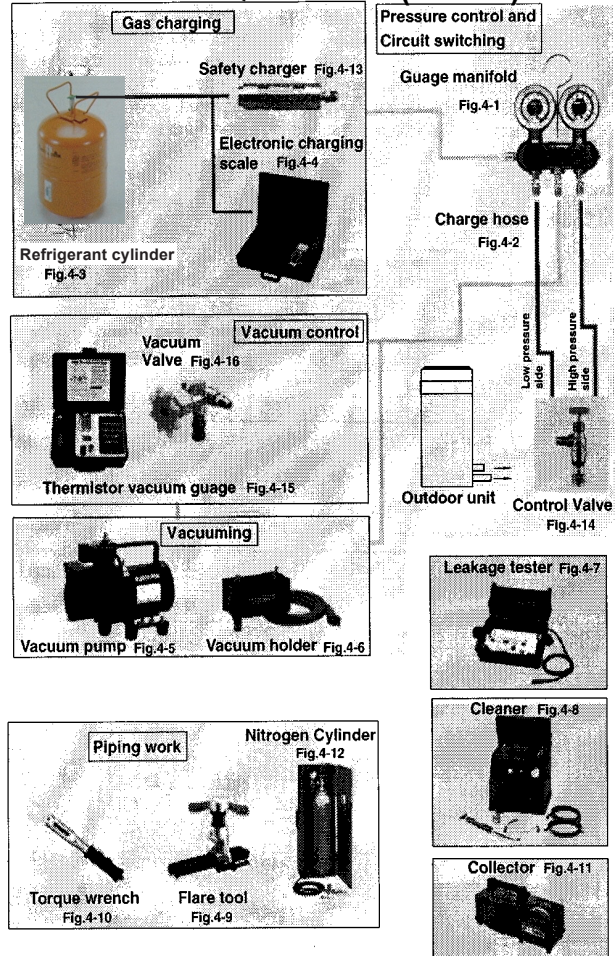 Gas charging
Safety charger Fig.4-13
Electronic charging
scale Fig.4-4
Refrigerant cylinder
Fig.4-3
Pressure control and
Circuit switching
Guage manifold
Fig.4-1
Charge hose
Fig.4-2
Low pressure
side
High pressure
side
Outdoor unit
Control Valve
Fig.4-14
Vacuum control
Vacuum
Valve Fig.4-16
Thermistor vacuum guage Fig.4-15
Vacuuming
Vacuum pump Fig.4-5
Vacuum holder Fig.4-6
Leakage tester Fig.4-7
Cleaner Fig.4-8
Collector Fig.4-11
Piping work
Nitrogen Cylinder
Fig.4-12
Torque wrench
Fig.4-10
Flare tool
Fig.4-9